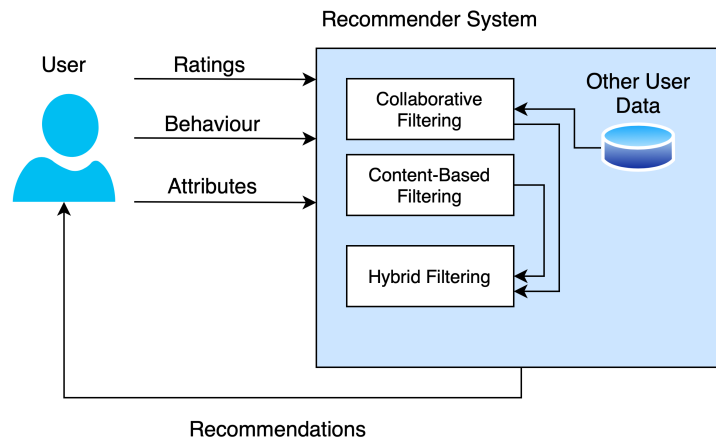 Recommender System
User
Ratings
Behaviour
Attributes
Collaborative
Filtering
Other User
Data
Content-Based
Filtering
Hybrid Filtering
Recommendations